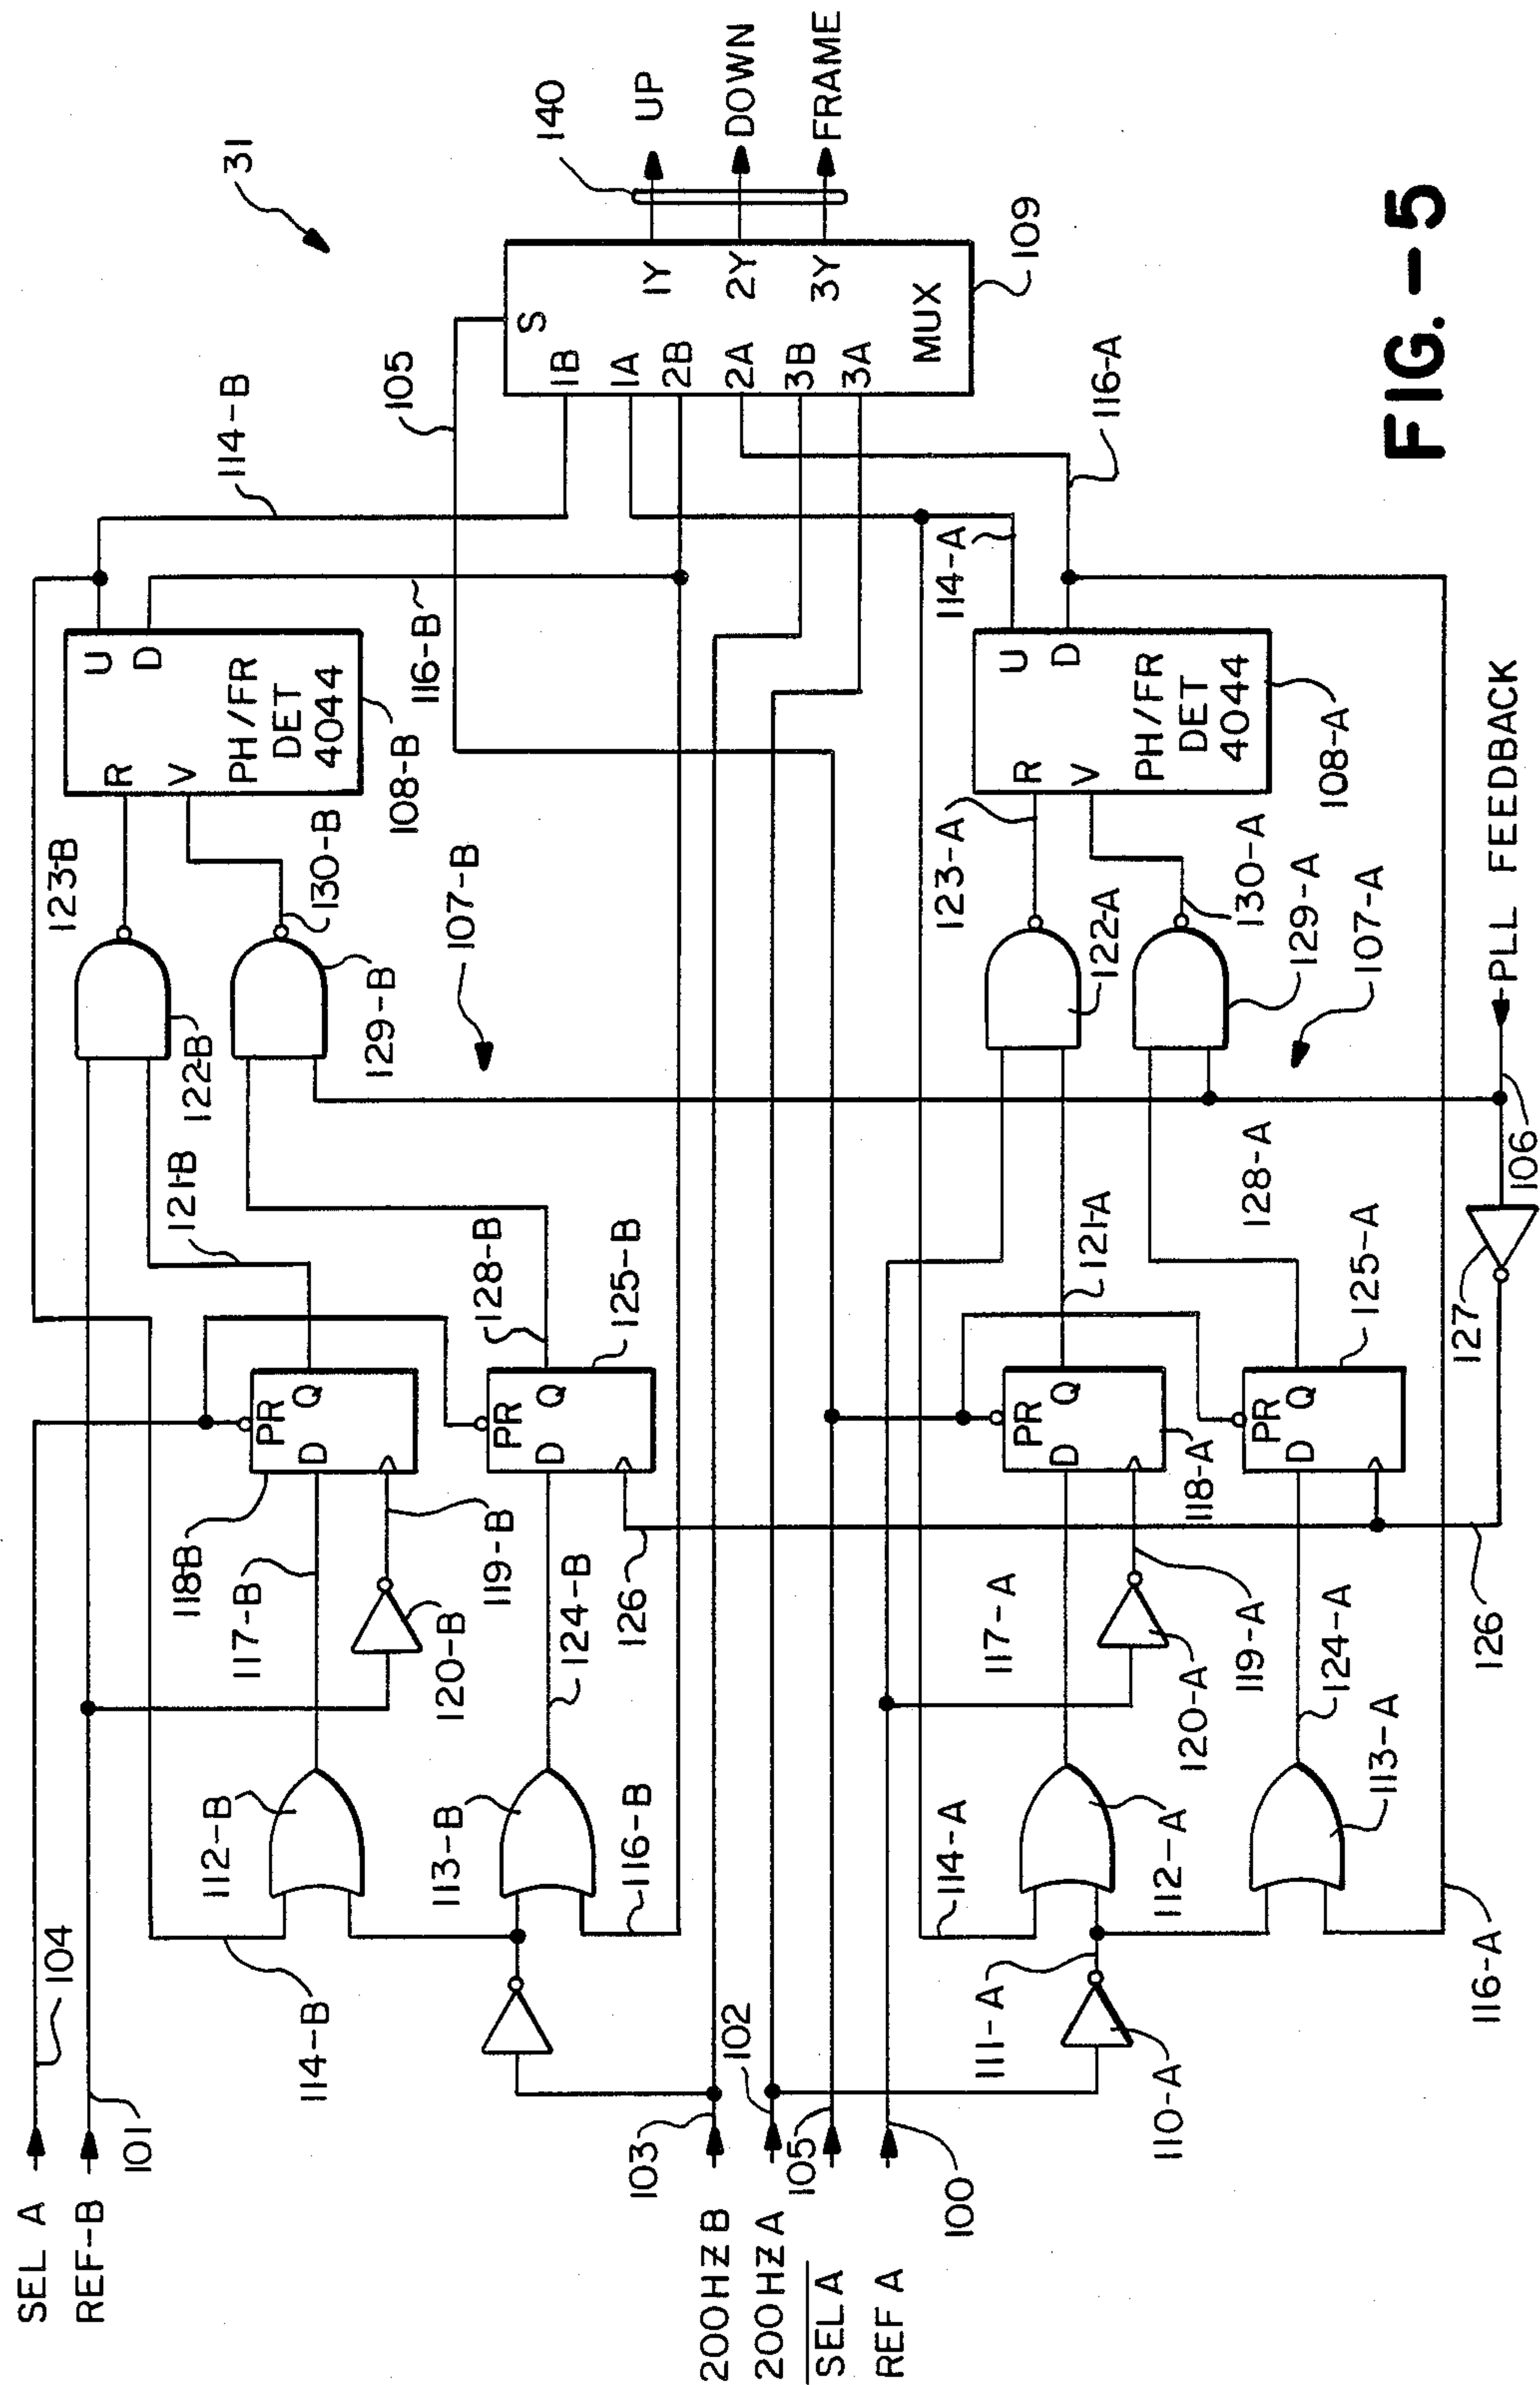 SEL A
104
REF-B
101
114-B
112-B
117-B
118-B
119-B
120-B
PR
D
Q
121-B
122-B
123-B
R
V
U
D
PH/FR
DET
4044
108-B
114-B
116-B
113-B
116-B
124-B
126
PR
D
Q
125-B
128-B
129-B
130-B
107-B
31
105
S
1B
1A
2B
2A
3B
3A
1Y
2Y
3Y
MUX
109
140
UP
DOWN
FRAME
103
200HZ B
102
200HZ A
105
SEL A
REF A
100
110-A
111-A
114-A
112-A
117-A
118-A
119-A
120-A
PR
D
Q
121-A
122-A
123-A
R
V
U
D
PH/FR
DET
4044
108-A
114-A
116-A
113-A
116-A
124-A
126
PR
D
Q
125-A
128-A
129-A
130-A
107-A
127
106
PLL FEEDBACK
FIG.-5